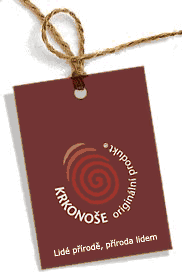 KRKONOŠE originální produkt®
Lidé přírodě, příroda lidem